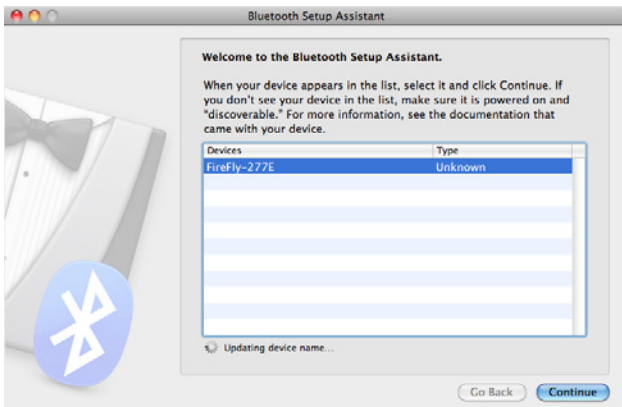 Bluetooth Setup Assistant
Welcome to the Bluetooth Setup Assistant.
When your device appears in the list, select it and click Continue. If
you don't see your device in the list, make sure it is powered on and
"discoverable." For more information, see the documentation that
came with your device.
Devices Type
FireFly-277E Unknown
Updating device name...
Go Back Continue